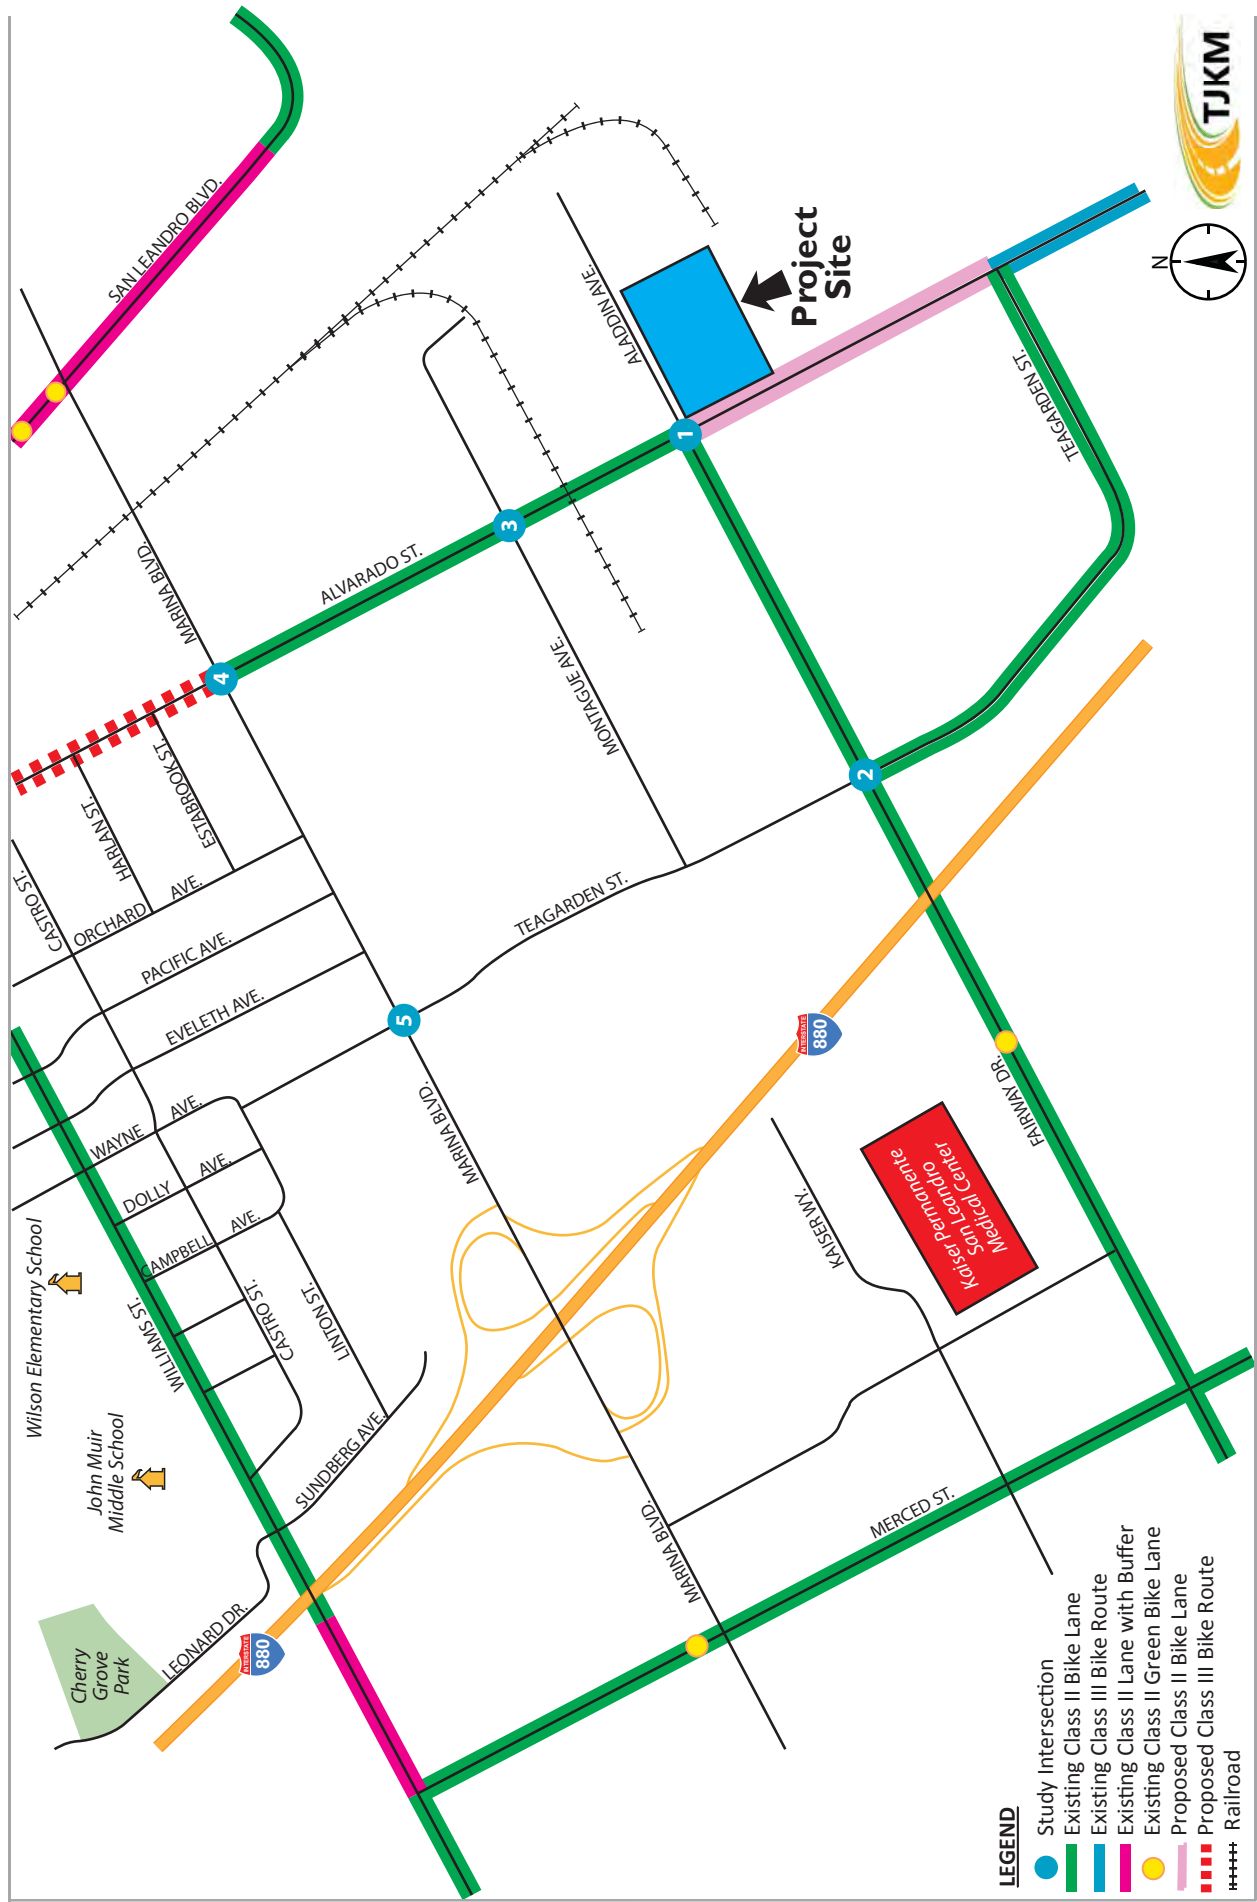 SAN LEANDRO BLVD.
MARINA BLVD.
ALVARADO ST.
ALADDIN AVE.
Project
Site
TJKM
N
TEAGARDEN ST.
MONTAGUE AVE.
1
3
4
2
5
HARLAN ST.
ESTABROOK ST.
CASTRO ST.
ORCHARD AVE.
PACIFIC AVE.
EVELETH AVE.
TEAGARDEN ST.
WAYNE AVE.
DOLLY AVE.
CAMPBELL AVE.
WILLIAMS ST.
CASTRO ST.
LINTON ST.
SUNDBERG AVE.
LEONARD DR.
MARINA BLVD.
INTERSTATE
880
FAIRWAY DR.
KAISER WY.
Kaiser Permanente
San Leandro
Medical Center
MERCED ST.
MARINA BLVD.
INTERSTATE
880
Wilson Elementary School
John Muir
Middle School
Cherry
Grove
Park
LEGEND
Study Intersection
Existing Class II Bike Lane
Existing Class III Bike Route
Existing Class II Lane with Buffer
Existing Class II Green Bike Lane
Proposed Class II Bike Lane
Proposed Class III Bike Route
Railroad